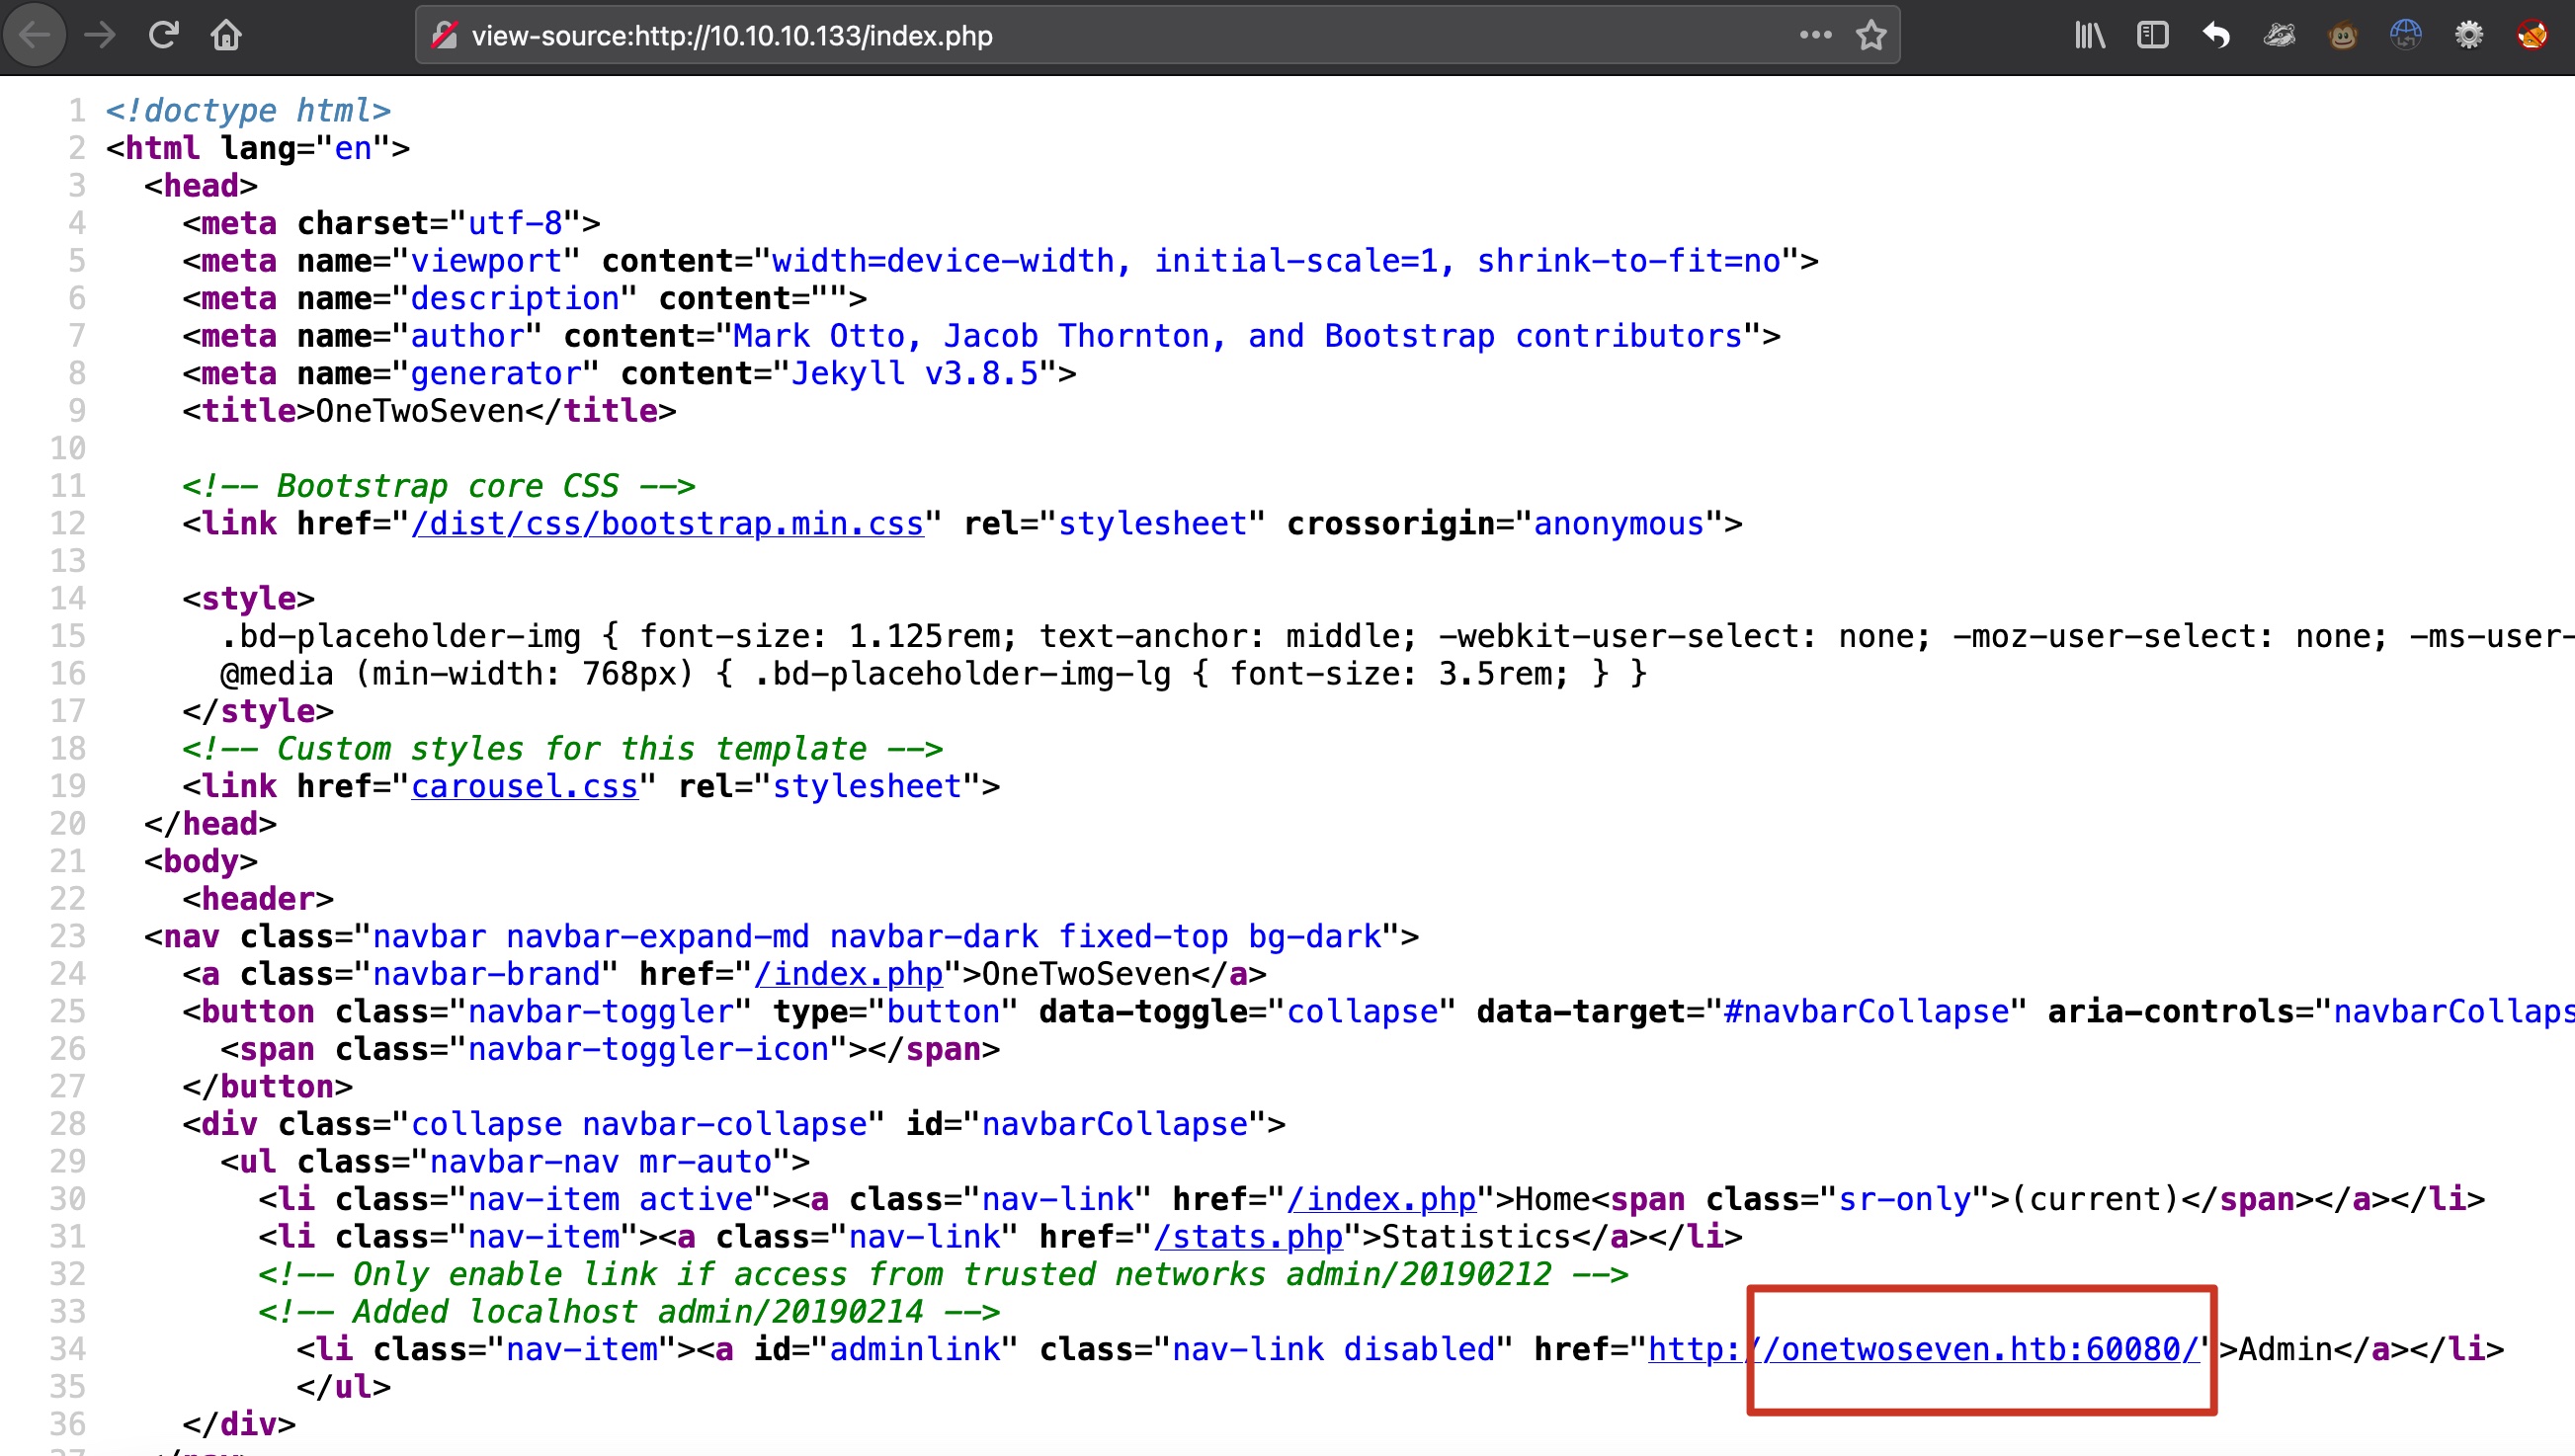 view-source:http://10.10.10.133/index.php
1 <!doctype html>
2 <html lang="en">
3 <head>
4 <meta charset="utf-8">
5 <meta name="viewport" content="width=device-width, initial-scale=1, shrink-to-fit=no">
6 <meta name="description" content="">
7 <meta name="author" content="Mark Otto, Jacob Thornton, and Bootstrap contributors">
8 <meta name="generator" content="Jekyll v3.8.5">
9 <title>OneTwoSeven</title>
10
11 <!-- Bootstrap core CSS -->
12 <link href="/dist/css/bootstrap.min.css" rel="stylesheet" crossorigin="anonymous">
13
14 <style>
15 .bd-placeholder-img { font-size: 1.125rem; text-anchor: middle; -webkit-user-select: none; -moz-user-select: none; -ms-user-
16 @media (min-width: 768px) { .bd-placeholder-img-lg { font-size: 3.5rem; } }
17 </style>
18 <!-- Custom styles for this template -->
19 <link href="carousel.css" rel="stylesheet">
20 </head>
21 <body>
22 <header>
23 <nav class="navbar navbar-expand-md navbar-dark fixed-top bg-dark">
24 <a class="navbar-brand" href="/index.php">OneTwoSeven</a>
25 <button class="navbar-toggler" type="button" data-toggle="collapse" data-target="#navbarCollapse" aria-controls="navbarCollaps
26 <span class="navbar-toggler-icon"></span>
27 </button>
28 <div class="collapse navbar-collapse" id="navbarCollapse">
29 <ul class="navbar-nav mr-auto">
30 <li class="nav-item active"><a class="nav-link" href="/index.php">Home<span class="sr-only">(current)</span></a></li>
31 <li class="nav-item"><a class="nav-link" href="/stats.php">Statistics</a></li>
32 <!-- Only enable link if access from trusted networks admin/20190212 -->
33 <!-- Added localhost admin/20190214 -->
34 <li class="nav-item"><a id="adminlink" class="nav-link disabled" href="http://onetwoseven.htb:60080/">Admin</a></li>
35 </ul>
36 </div>